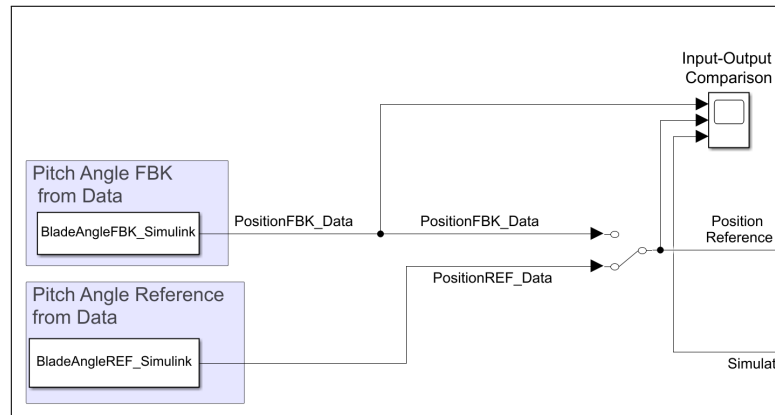 Input-Output
Comparison
Pitch Angle FBK
from Data
BladeAngleFBK_Simulink
PositionFBK_Data
PositionFBK_Data
Position
Reference
PositionREF_Data
Pitch Angle Reference
from Data
BladeAngleREF_Simulink
Simulat